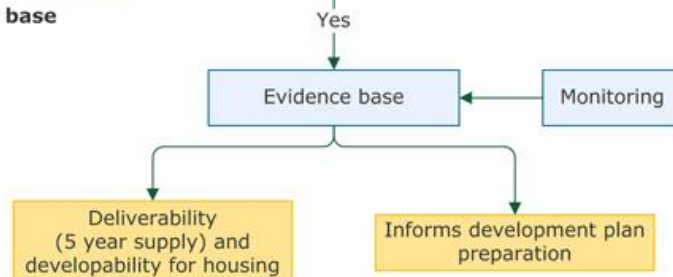 base
Yes
Evidence base
Monitoring
Deliverability
(5 year supply) and
developability for housing
Informs development plan
preparation